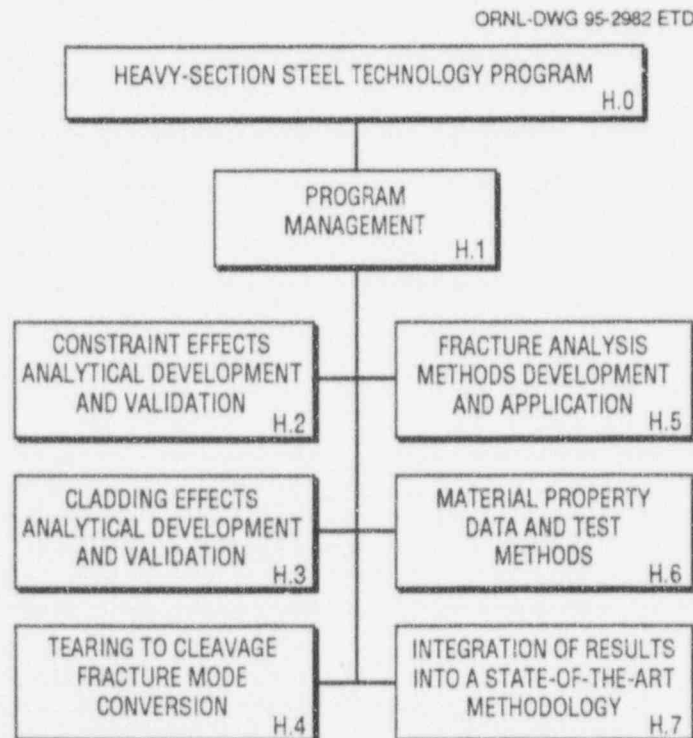 ORNL-DWG 95-2982 ETD
HEAVY-SECTION STEEL TECHNOLOGY PROGRAM
H.0
PROGRAM
MANAGEMENT
H.1
CONSTRAINT EFFECTS
ANALYTICAL DEVELOPMENT
AND VALIDATION
H.2
FRACTURE ANALYSIS
METHODS DEVELOPMENT
AND APPLICATION
H.5
CLADDING EFFECTS
ANALYTICAL DEVELOPMENT
AND VALIDATION
H.3
MATERIAL PROPERTY
DATA AND TEST
METHODS
H.6
TEARING TO CLEAVAGE
FRACTURE MODE
CONVERSION
H.4
INTEGRATION OF RESULTS
INTO A STATE-OF-THE-ART
METHODOLOGY
H.7